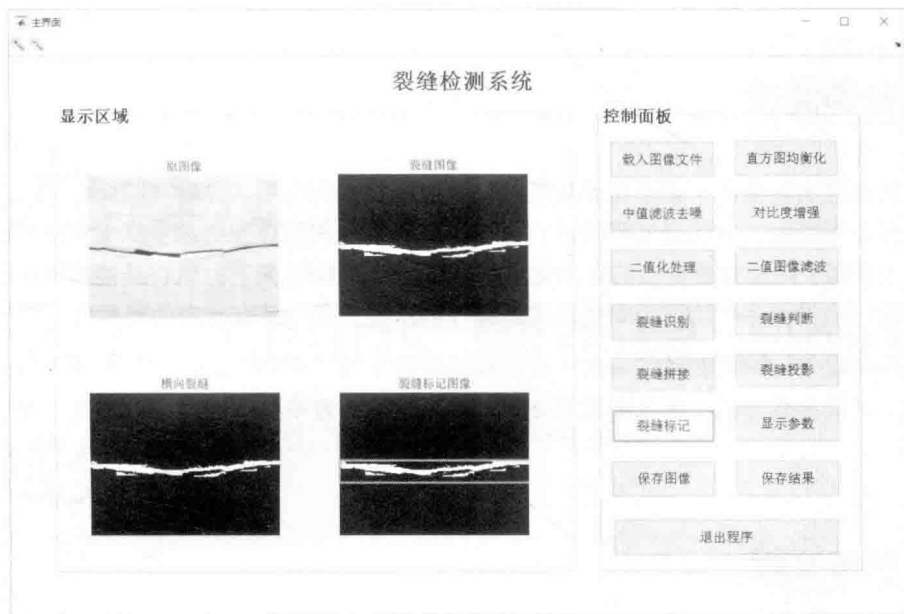 主界面
裂缝检测系统
显示区域
原图像
裂缝图像
横向裂缝
裂缝标记图像
控制面板
载入图像文件
直方图均衡化
中值滤波去噪
对比度增强
二值化处理
二值图像滤波
裂缝识别
裂缝判断
裂缝拼接
裂缝投影
裂缝标记
显示参数
保存图像
保存结果
退出程序